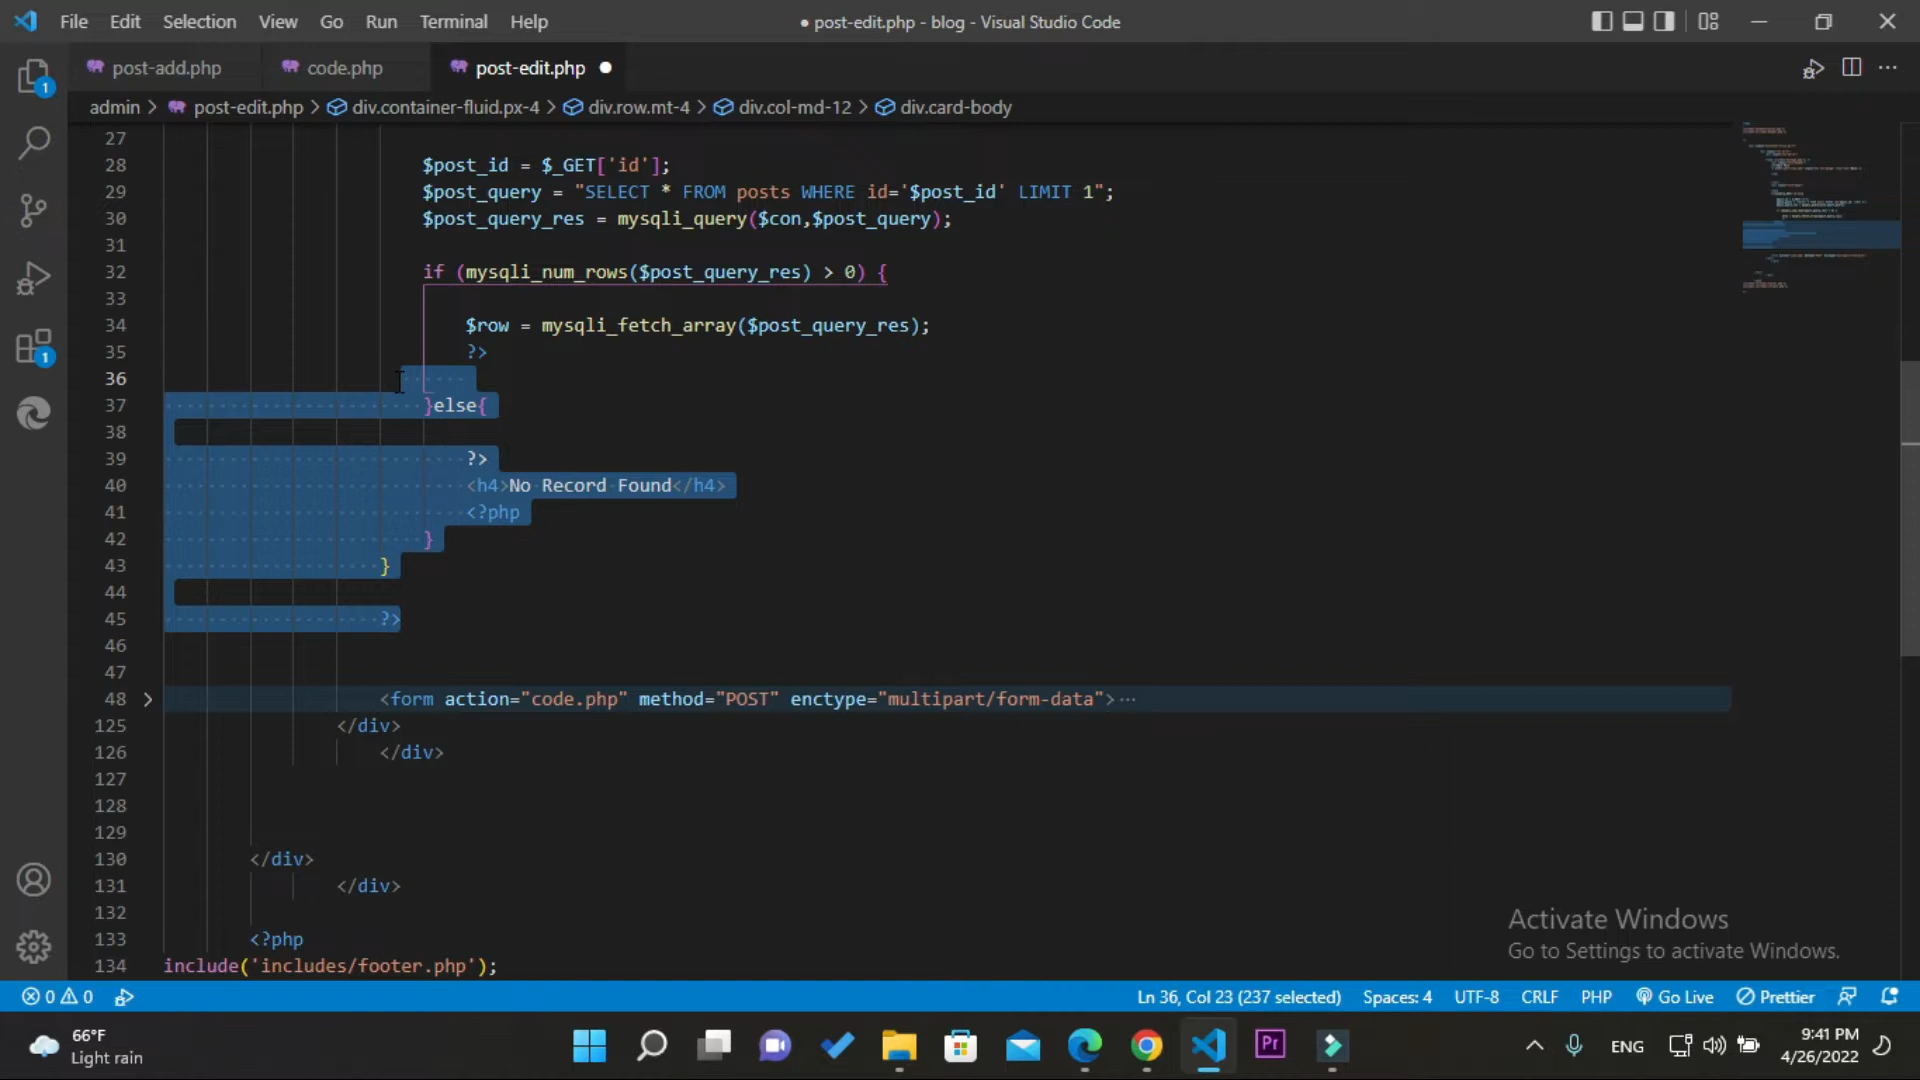 File Edit Selection View Go Run Terminal Help
● post-edit.php - blog - Visual Studio Code
post-add.php code.php post-edit.php ●
admin > post-edit.php > div.container-fluid.px-4 > div.row.mt-4 > div.col-md-12 > div.card-body
27
28 $post_id = $_GET['id'];
29 $post_query = "SELECT * FROM posts WHERE id='$post_id' LIMIT 1";
30 $post_query_res = mysqli_query($con,$post_query);
31
32 if (mysqli_num_rows($post_query_res) > 0) {
33
34 $row = mysqli_fetch_array($post_query_res);
35 ?>
36
37 }else{
38
39 ?>
40 <h4>No Record Found</h4>
41 <?php
42 }
43 }
44
45 ?>
46
47
48 <form action="code.php" method="POST" enctype="multipart/form-data">···
125 </div>
126 </div>
127
128
129
130 </div>
131 </div>
132
133 <?php
134 include('includes/footer.php');
Activate Windows
Go to Settings to activate Windows.
0 0 Ln 36, Col 23 (237 selected) Spaces: 4 UTF-8 CRLF PHP Go Live Prettier
1
1
66°F
Light rain
Pr
ENG
9:41 PM
4/26/2022